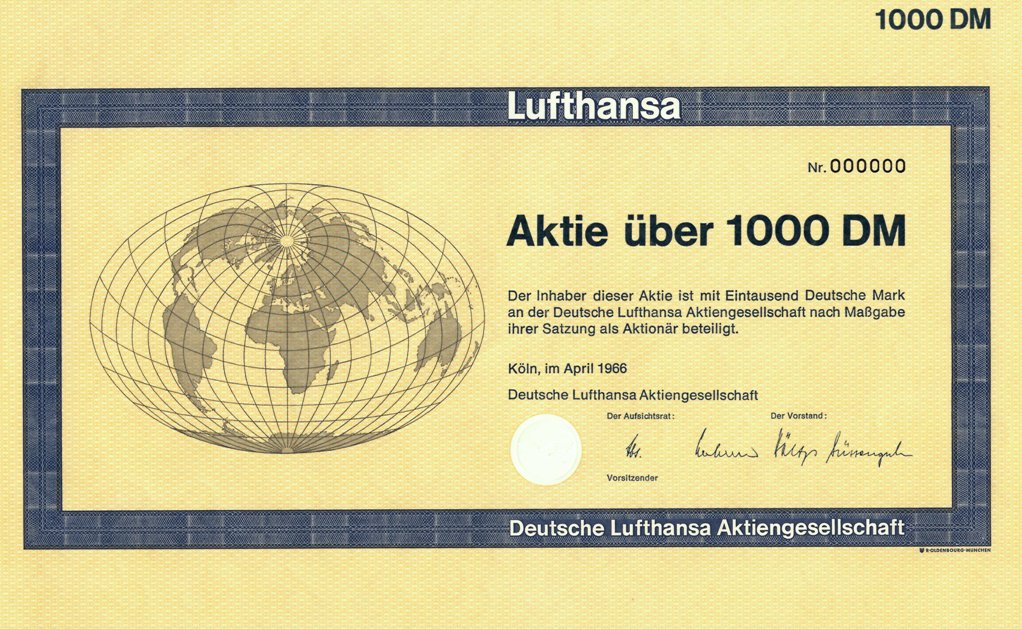 1000 DM
Lufthansa
Nr. 000000
Aktie über 1000 DM
Der Inhaber dieser Aktie ist mit Eintausend Deutsche Mark
an der Deutsche Lufthansa Aktiengesellschaft nach Maßgabe
ihrer Satzung als Aktionär beteiligt.
Köln, im April 1966
Deutsche Lufthansa Aktiengesellschaft
Der Aufsichtsrat: Der Vorstand:
Vorsitzender
Deutsche Lufthansa Aktiengesellschaft
R·OLDENBOURG·MÜNCHEN